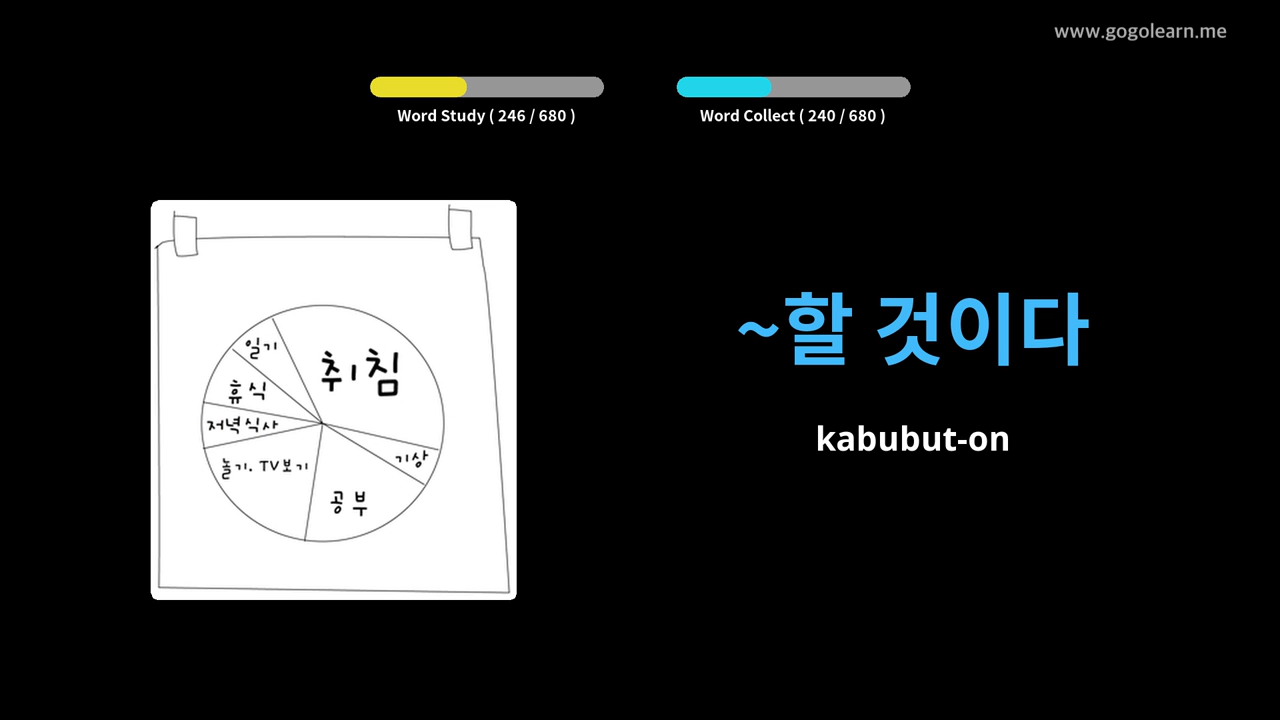 www.gogolearn.me
Word Study ( 246 / 680 )
Word Collect ( 240 / 680 )
일기
취침
휴식
저녁식사
놀기. TV보기
기상
공부
~할 것이다
kabubut-on